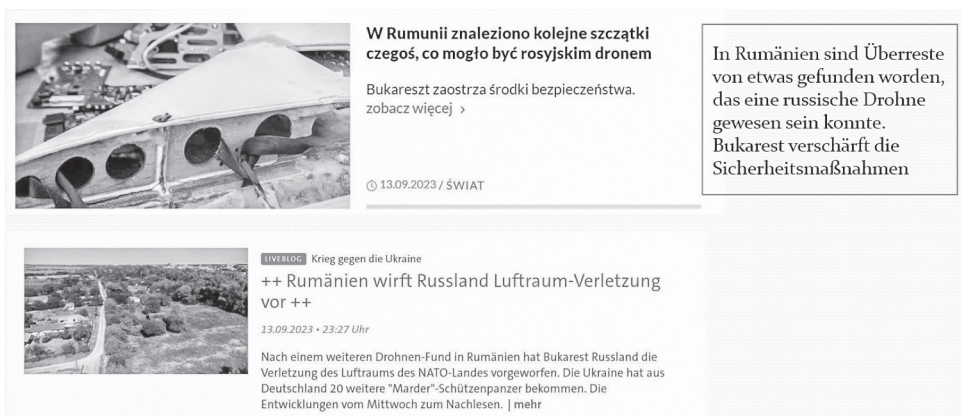 W Rumunii znaleziono kolejne szczątki
czegoś, co mogło być rosyjskim dronem
Bukareszt zaostrza środki bezpieczeństwa.
zobacz więcej ›
13.09.2023 / ŚWIAT
In Rumänien sind Überreste
von etwas gefunden worden,
das eine russische Drohne
gewesen sein konnte.
Bukarest verschärft die
Sicherheitsmaßnahmen
LIVEBLOG Krieg gegen die Ukraine
++ Rumänien wirft Russland Luftraum-Verletzung
vor ++
13.09.2023 • 23:27 Uhr
Nach einem weiteren Drohnen-Fund in Rumänien hat Bukarest Russland die
Verletzung des Luftraums des NATO-Landes vorgeworfen. Die Ukraine hat aus
Deutschland 20 weitere "Marder"-Schützenpanzer bekommen. Die
Entwicklungen vom Mittwoch zum Nachlesen. | mehr